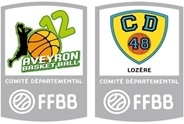 12
AVEYRON
BASKET BALL
COMITÉ DÉPARTEMENTAL
FFBB
CD
48
LOZÈRE
COMITÉ DÉPARTEMENTAL
FFBB